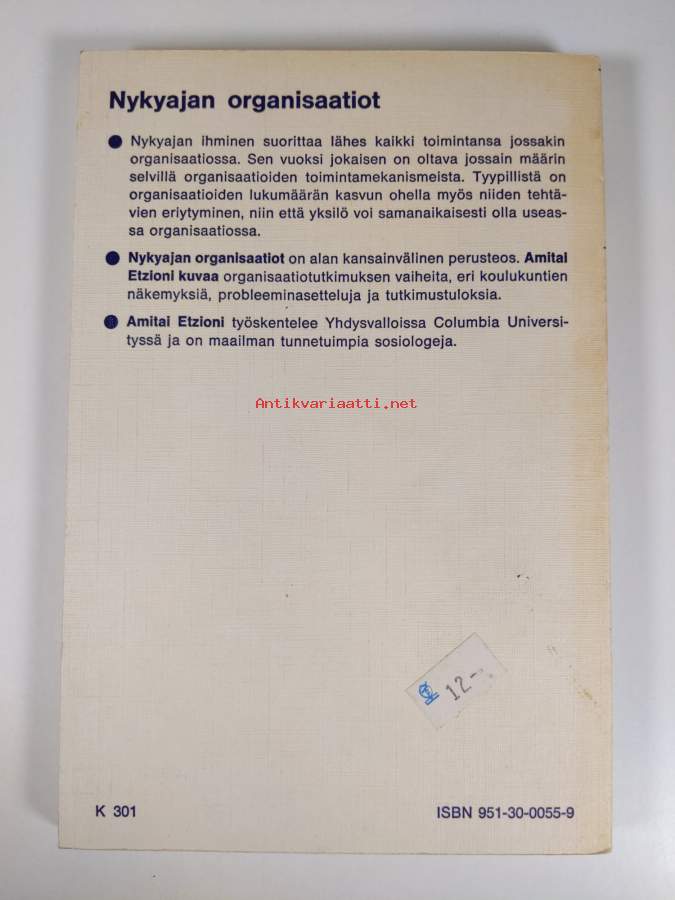 Nykyajan organisaatiot
Nykyajan ihminen suorittaa lähes kaikki toimintansa jossakin
organisaatiossa. Sen vuoksi jokaisen on oltava jossain määrin
selvillä organisaatioiden toimintamekanismeista. Tyypillistä on
organisaatioiden lukumäärän kasvun ohella myös niiden tehtä-
vien eriytyminen, niin että yksilö voi samanaikaisesti olla useas-
sa organisaatiossa.
Nykyajan organisaatiot on alan kansainvälinen perusteos. Amitai
Etzioni kuvaa organisaatiotutkimuksen vaiheita, eri koulukuntien
näkemyksiä, probleeminasetteluja ja tutkimustuloksia.
Amitai Etzioni työskentelee Yhdysvalloissa Columbia Universi-
tyssä ja on maailman tunnetuimpia sosiologeja.
Antikvariaatti.net
12-
K 301
ISBN 951-30-0055-9